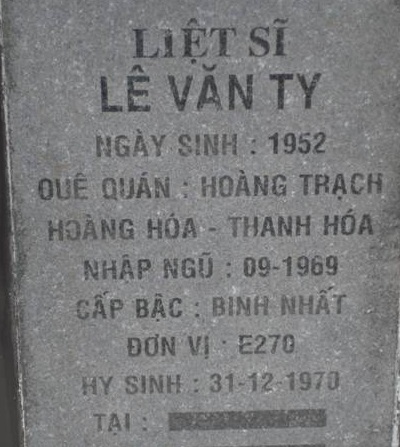 LIỆT SĨ
LÊ VĂN TY
NGÀY SINH : 1952
QUÊ QUÁN : HOÀNG TRẠCH
HOÀNG HÓA - THANH HÓA
NHẬP NGŨ : 09-1969
CẤP BẬC : BINH NHẤT
ĐƠN VỊ : E270
HY SINH : 31-12-1970
TẠI :